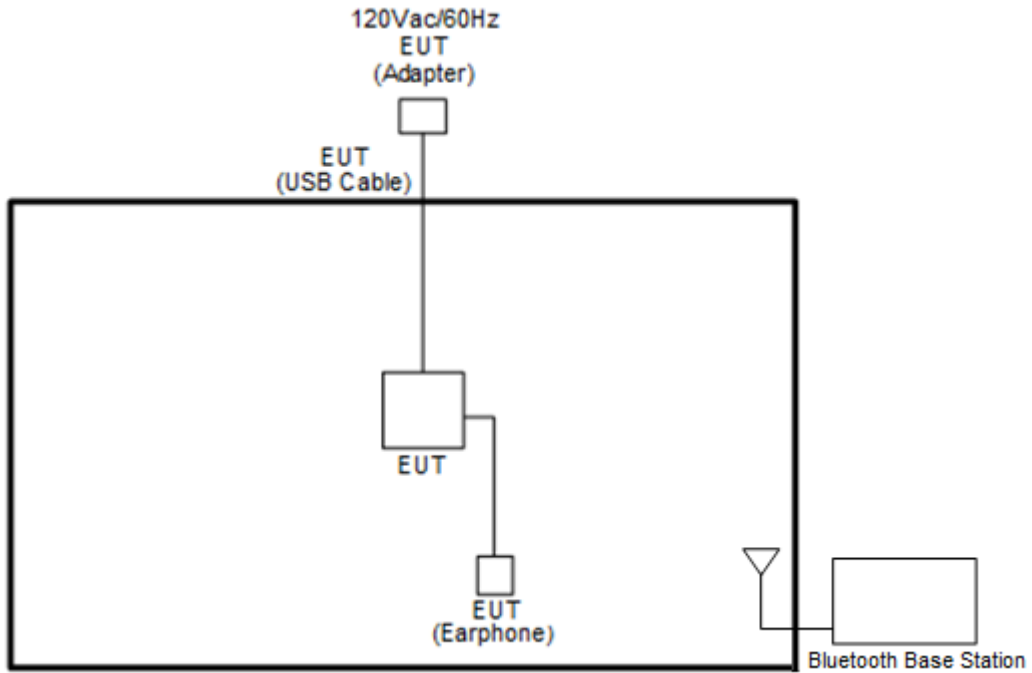 120Vac/60Hz
EUT
(Adapter)
EUT
(USB Cable)
EUT
EUT
(Earphone)
Bluetooth Base Station